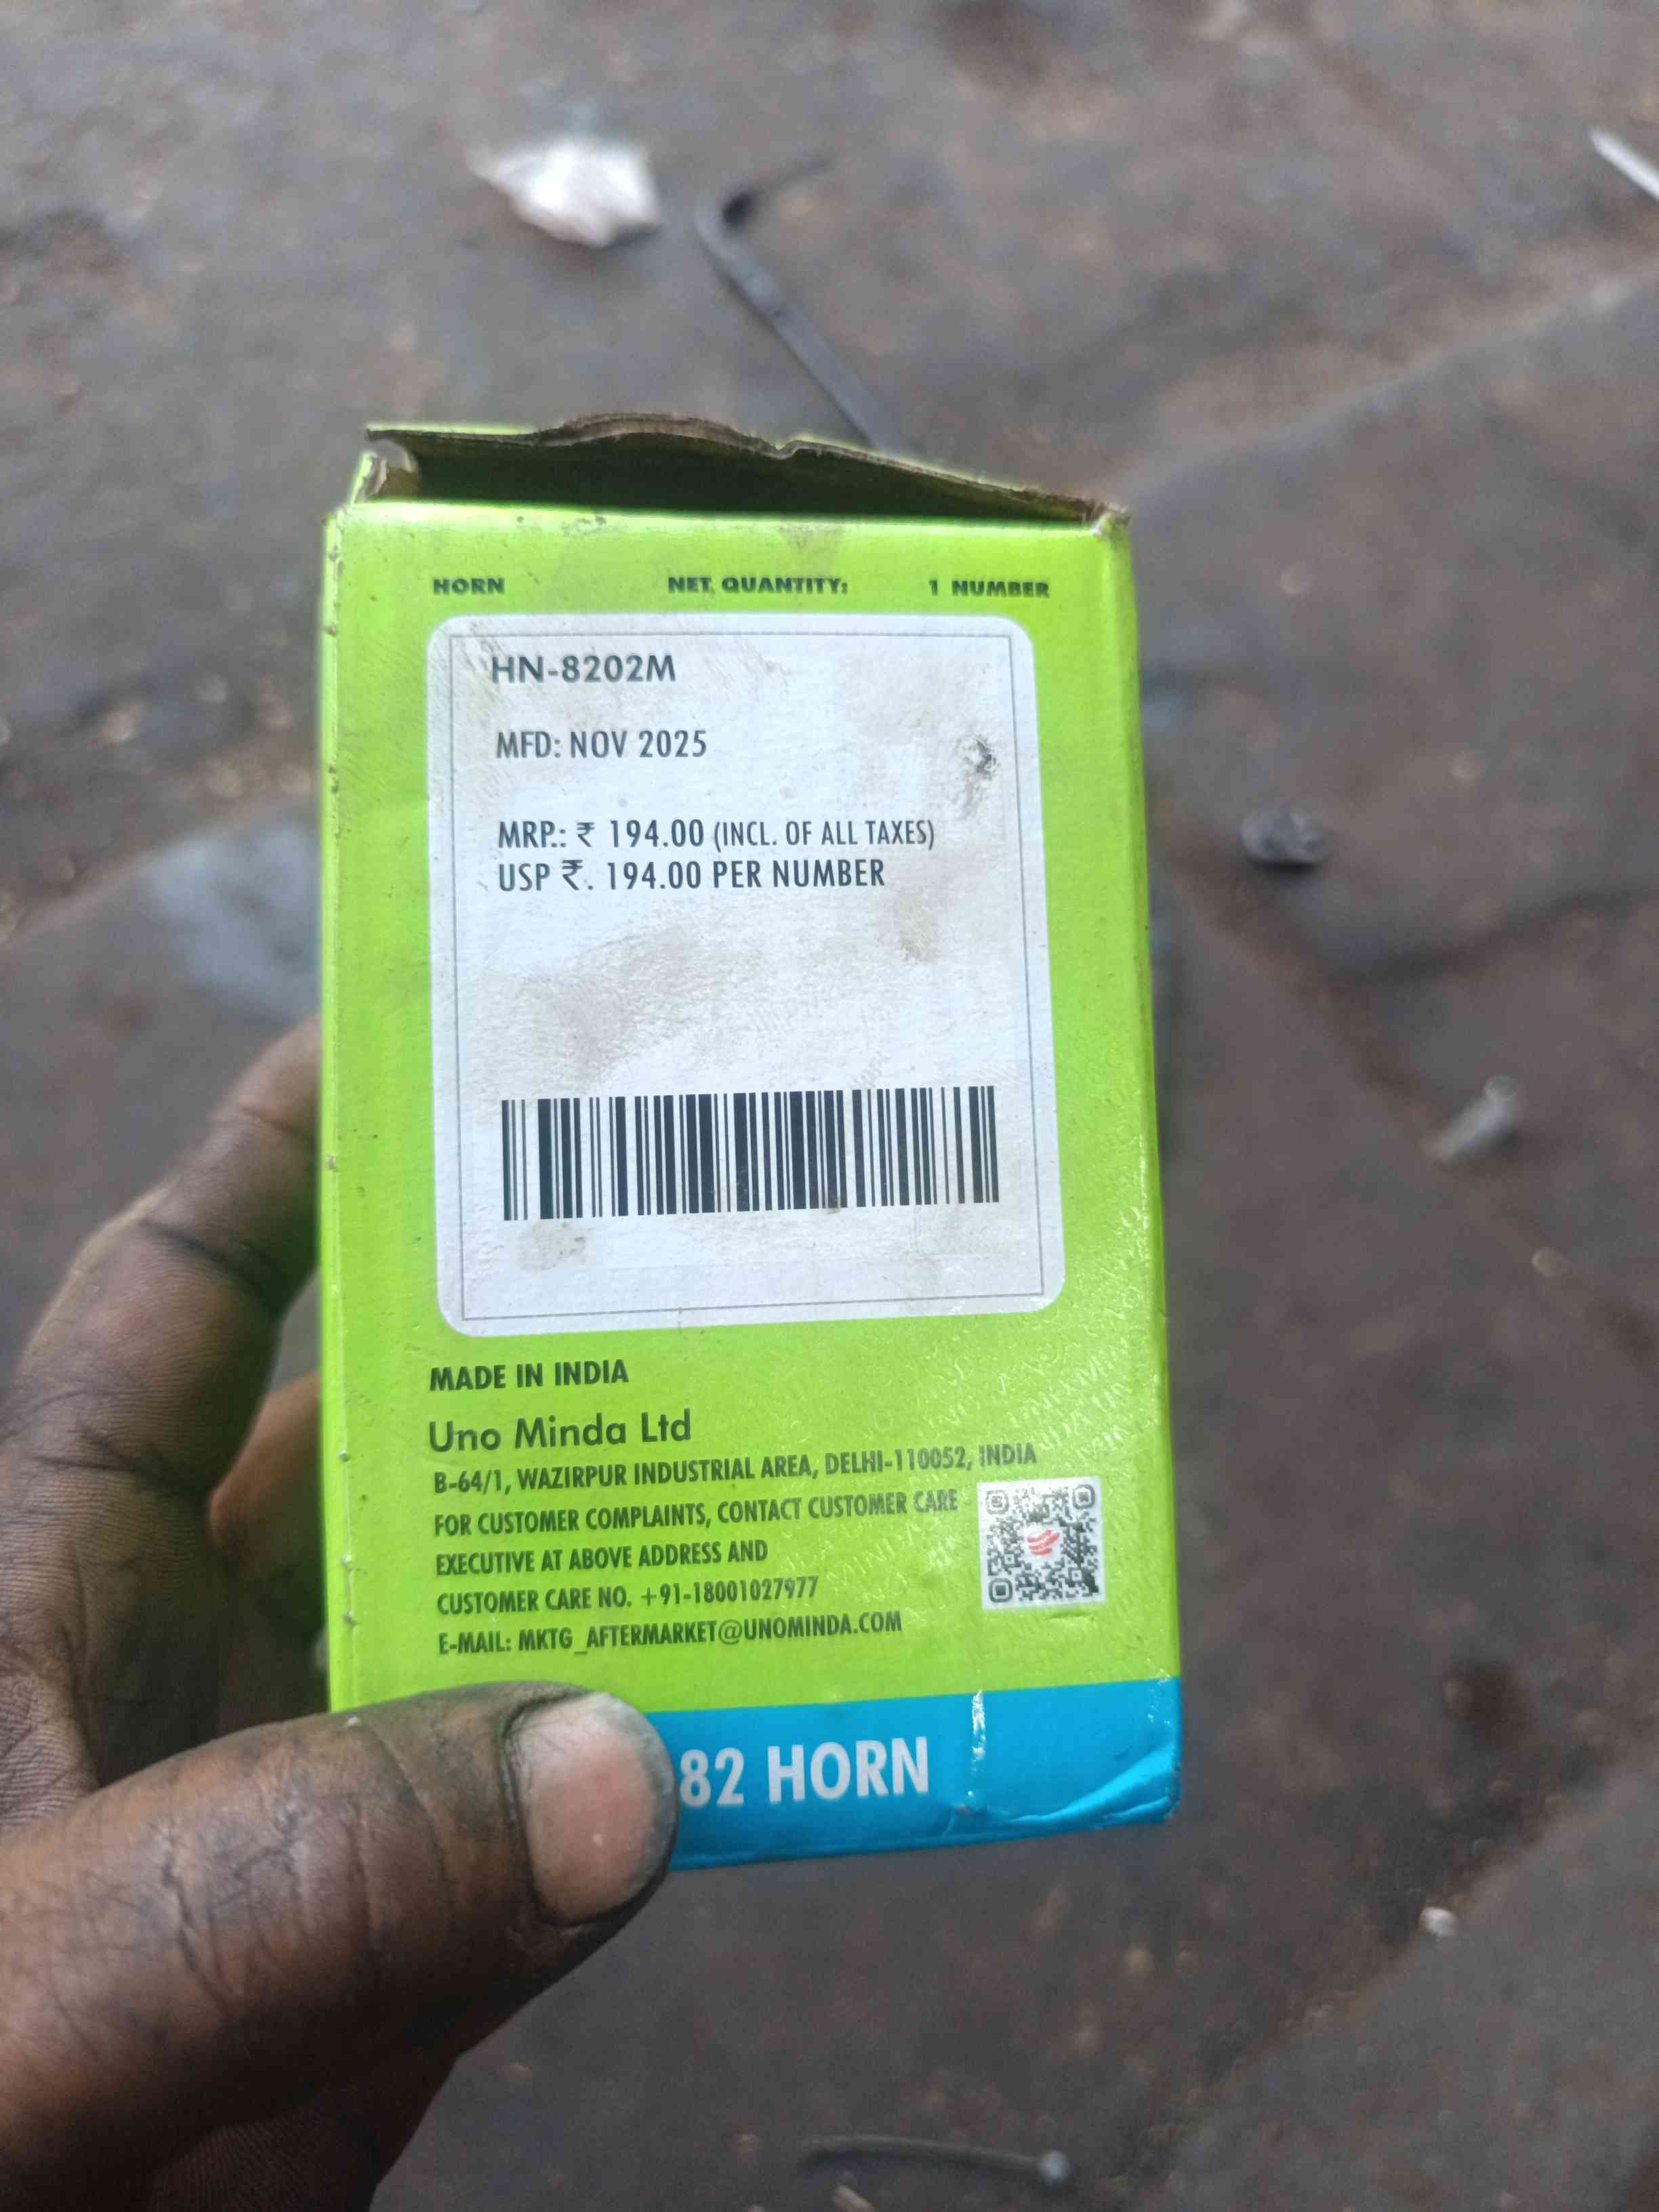 HORN NET. QUANTITY: 1 NUMBER
HN-8202M
MFD: NOV 2025
MRP.: ₹ 194.00 (INCL. OF ALL TAXES)
USP ₹. 194.00 PER NUMBER
MADE IN INDIA
Uno Minda Ltd
B-64/1, WAZIRPUR INDUSTRIAL AREA, DELHI-110052, INDIA
FOR CUSTOMER COMPLAINTS, CONTACT CUSTOMER CARE
EXECUTIVE AT ABOVE ADDRESS AND
CUSTOMER CARE NO. +91-18001027977
E-MAIL: MKTG_AFTERMARKET@UNOMINDA.COM
82 HORN